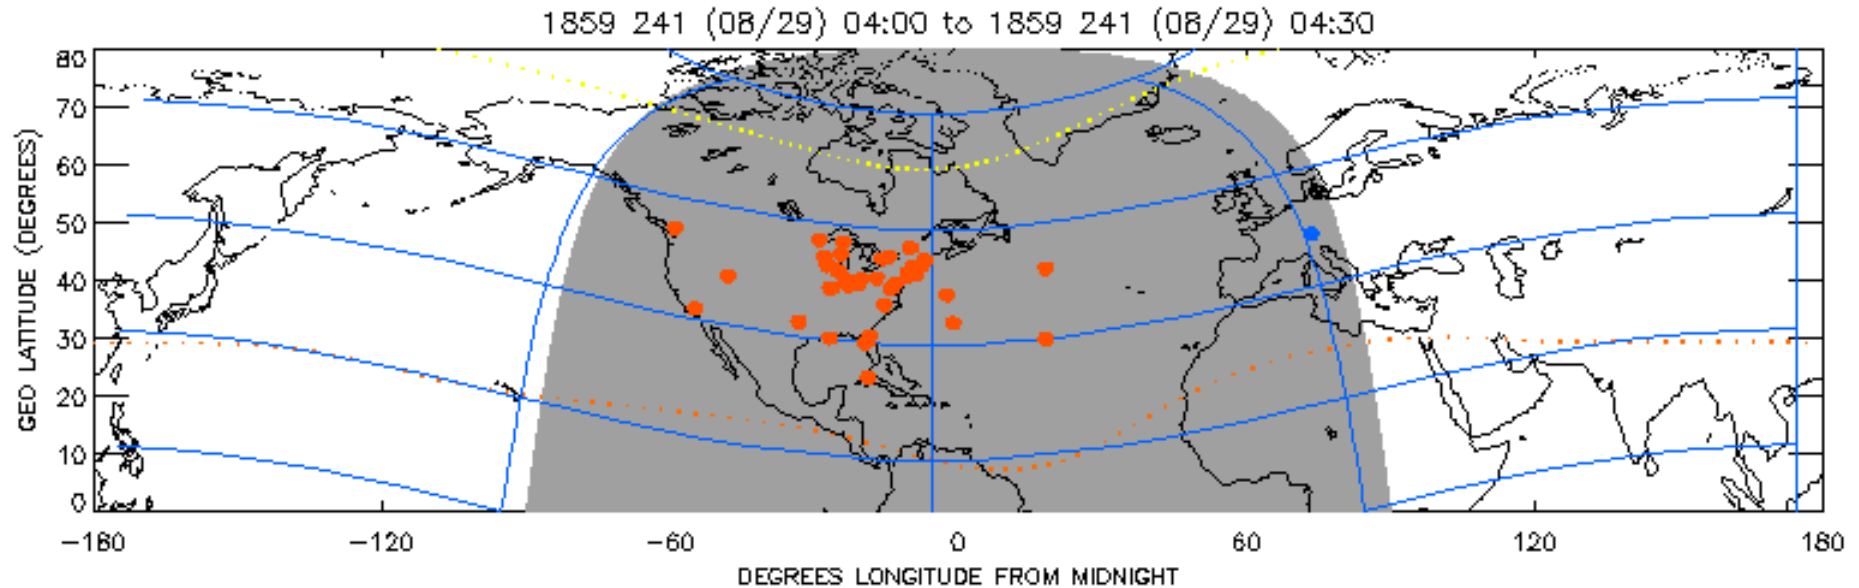 1859 241 (08/29) 04:00 to 1859 241 (08/29) 04:30
80
70
60
50
40
30
20
10
0
GEO LATITUDE (DEGREES)
-180 -120 -60 0 60 120 180
DEGREES LONGITUDE FROM MIDNIGHT